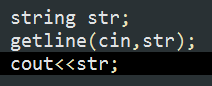 string str;
getline(cin,str);
cout<<str;